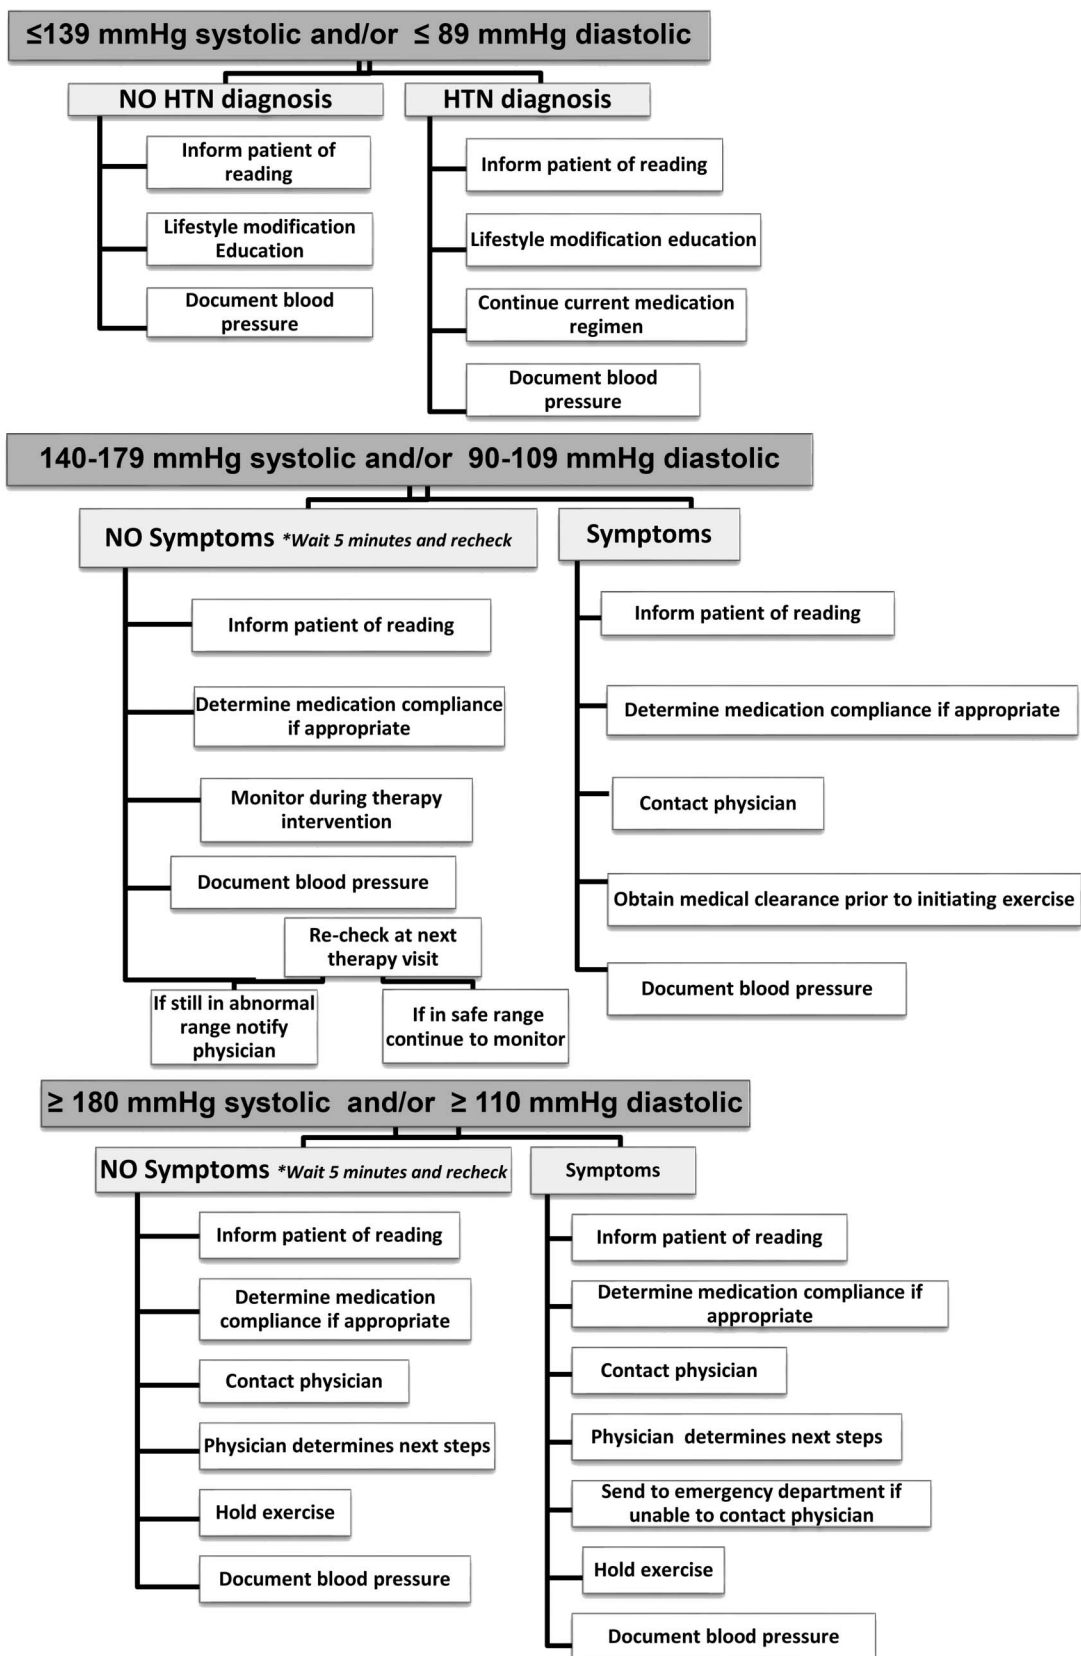 ≤139 mmHg systolic and/or ≤ 89 mmHg diastolic
NO HTN diagnosis
Inform patient of
reading
Lifestyle modification
Education
Document blood
pressure
HTN diagnosis
Inform patient of reading
Lifestyle modification education
Continue current medication
regimen
Document blood
pressure
140-179 mmHg systolic and/or 90-109 mmHg diastolic
NO Symptoms *Wait 5 minutes and recheck
Inform patient of reading
Determine medication compliance
if appropriate
Monitor during therapy
intervention
Document blood pressure
Re-check at next
therapy visit
If still in abnormal
range notify
physician
If in safe range
continue to monitor
Symptoms
Inform patient of reading
Determine medication compliance if appropriate
Contact physician
Obtain medical clearance prior to initiating exercise
Document blood pressure
≥ 180 mmHg systolic and/or ≥ 110 mmHg diastolic
NO Symptoms *Wait 5 minutes and recheck
Inform patient of reading
Determine medication
compliance if appropriate
Contact physician
Physician determines next steps
Hold exercise
Document blood pressure
Symptoms
Inform patient of reading
Determine medication compliance if
appropriate
Contact physician
Physician determines next steps
Send to emergency department if
unable to contact physician
Hold exercise
Document blood pressure